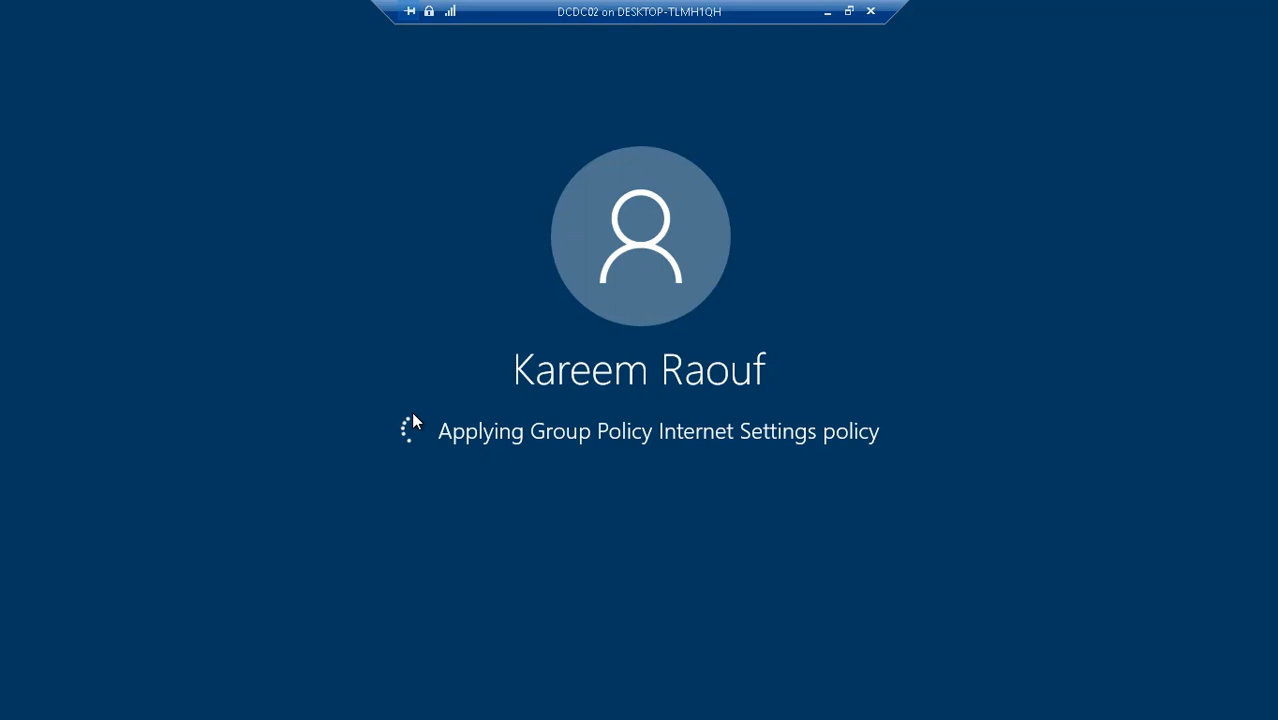 DCDC02 on DESKTOP-TLMH1QH
Kareem Raouf
Applying Group Policy Internet Settings policy